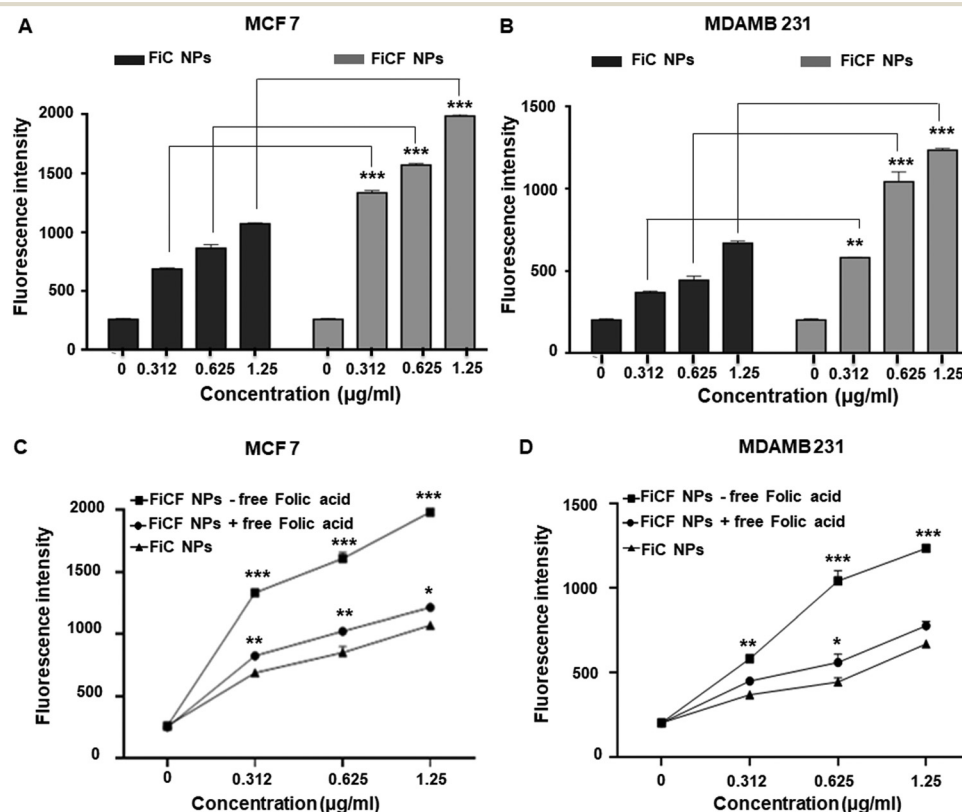 A
MCF 7
FiC NPs
FiCF NPs
Fluorescence intensity
2000
1500
1000
500
0
***
***
***
0 0.312 0.625 1.25 0 0.312 0.625 1.25
Concentration (µg/ml)
B
MDAMB 231
FiC NPs
FiCF NPs
Fluorescence intensity
1500
1000
500
0
**
***
***
0 0.312 0.625 1.25 0 0.312 0.625 1.25
Concentration (µg/ml)
C
MCF 7
FiCF NPs - free Folic acid
FiCF NPs + free Folic acid
FiC NPs
Fluorescence intensity
2000
1500
1000
500
0
***
***
***
**
**
*
0 0.312 0.625 1.25
Concentration (µg/ml)
D
MDAMB 231
FiCF NPs - free Folic acid
FiCF NPs + free Folic acid
FiC NPs
Fluorescence intensity
1500
1000
500
0
**
***
***
*
0 0.312 0.625 1.25
Concentration (µg/ml)